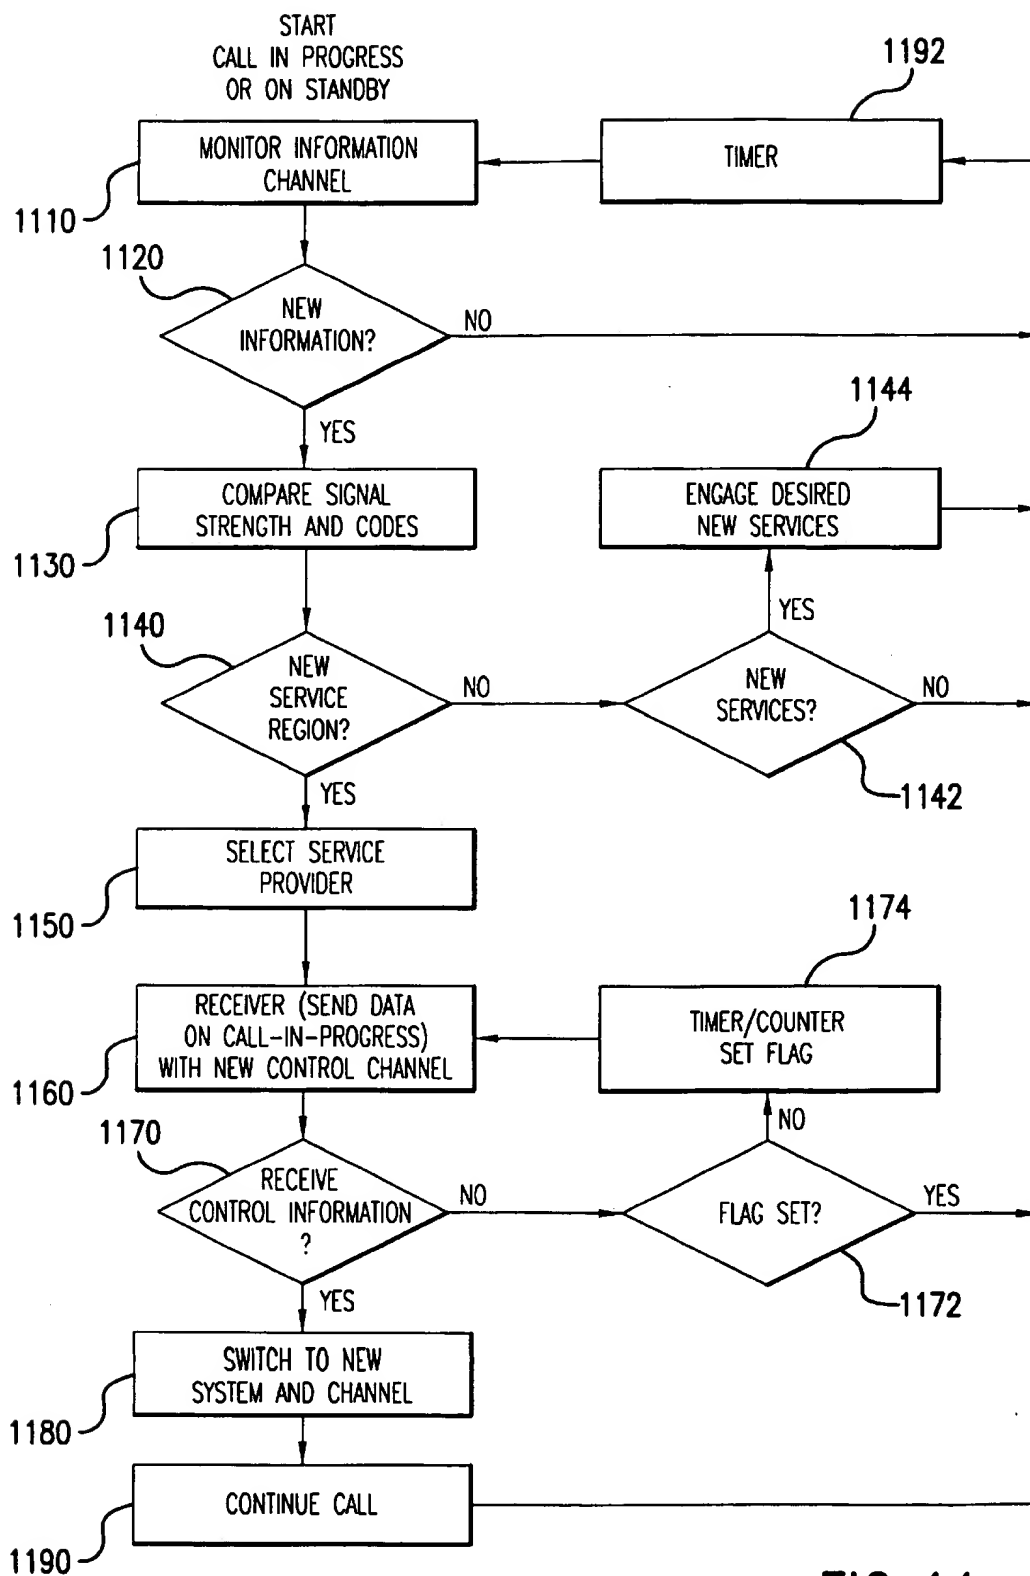 START
CALL IN PROGRESS
OR ON STANDBY
1192
MONITOR INFORMATION
CHANNEL
TIMER
1110
1120
NEW
INFORMATION?
NO
YES
1144
COMPARE SIGNAL
STRENGTH AND CODES
ENGAGE DESIRED
NEW SERVICES
1130
YES
1140
NEW
SERVICE
REGION?
NO
NEW
SERVICES?
NO
YES
1142
SELECT SERVICE
PROVIDER
1150
1174
RECEIVER (SEND DATA
ON CALL-IN-PROGRESS)
WITH NEW CONTROL CHANNEL
TIMER/COUNTER
SET FLAG
1160
NO
1170
RECEIVE
CONTROL INFORMATION
?
NO
FLAG SET?
YES
YES
1172
SWITCH TO NEW
SYSTEM AND CHANNEL
1180
CONTINUE CALL
1190